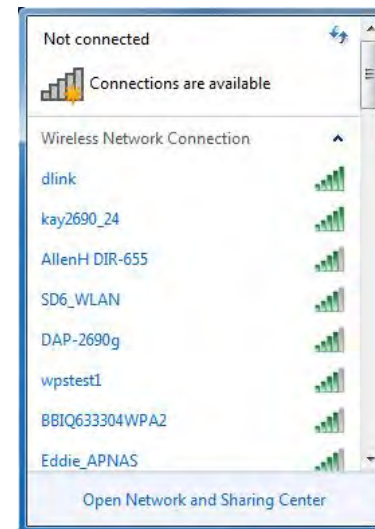 Not connected
Connections are available
Wireless Network Connection
dlink
kay2690_24
AllenH DIR-655
SD6_WLAN
DAP-2690g
wpstest1
BBIQ633304WPA2
Eddie_APNAS
Open Network and Sharing Center